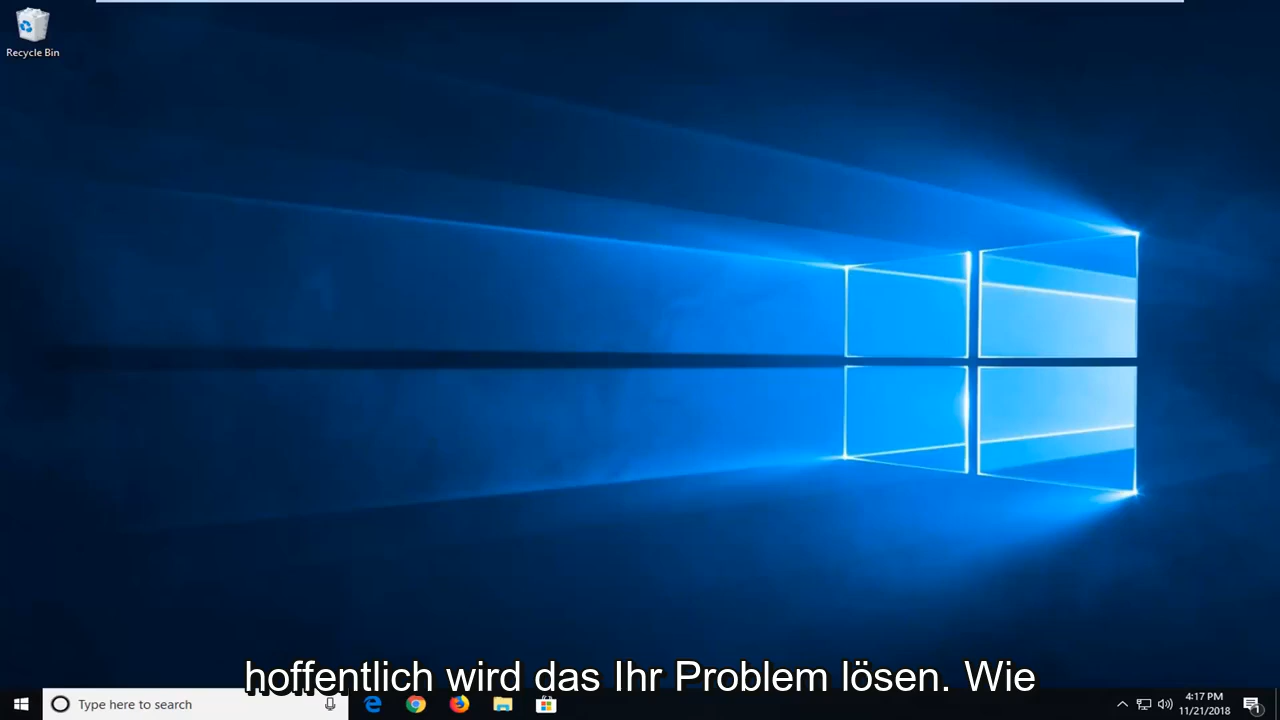 Recycle Bin
hoffentlich wird das Ihr Problem lösen. Wie
Type here to search
4:17 PM
11/21/2018
1